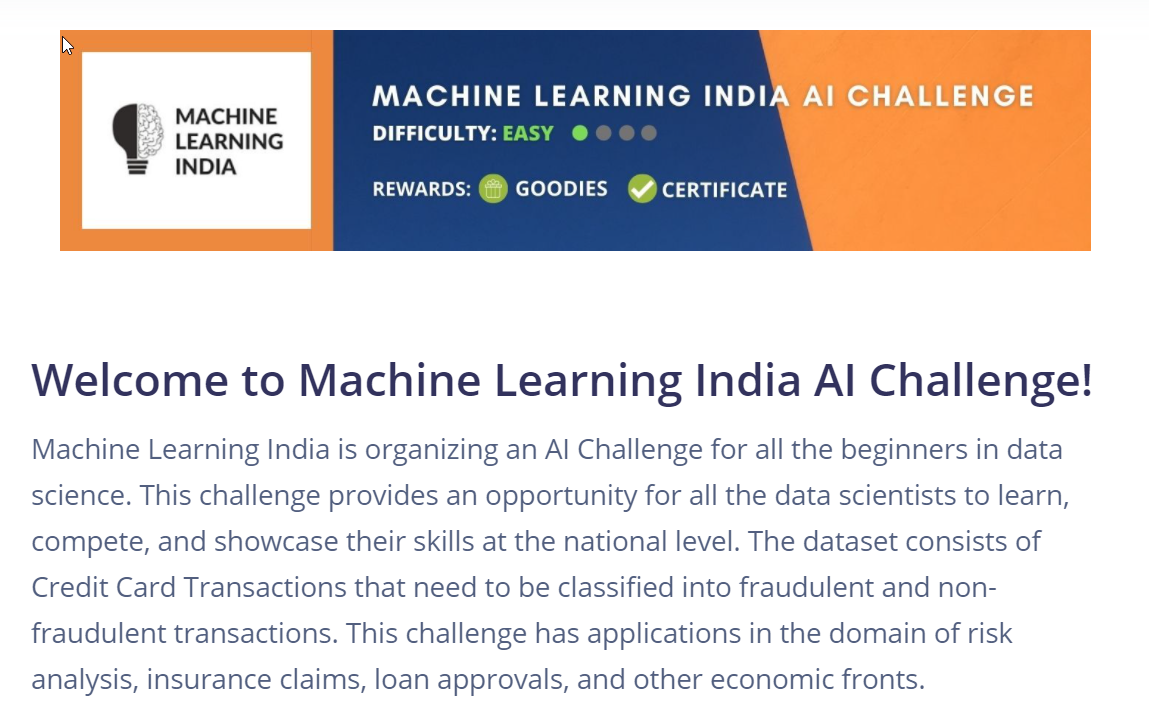 MACHINE
LEARNING
INDIA
MACHINE LEARNING INDIA AI CHALLENGE
DIFFICULTY: EASY
REWARDS: GOODIES CERTIFICATE
Welcome to Machine Learning India AI Challenge!
Machine Learning India is organizing an AI Challenge for all the beginners in data
science. This challenge provides an opportunity for all the data scientists to learn,
compete, and showcase their skills at the national level. The dataset consists of
Credit Card Transactions that need to be classified into fraudulent and non-
fraudulent transactions. This challenge has applications in the domain of risk
analysis, insurance claims, loan approvals, and other economic fronts.